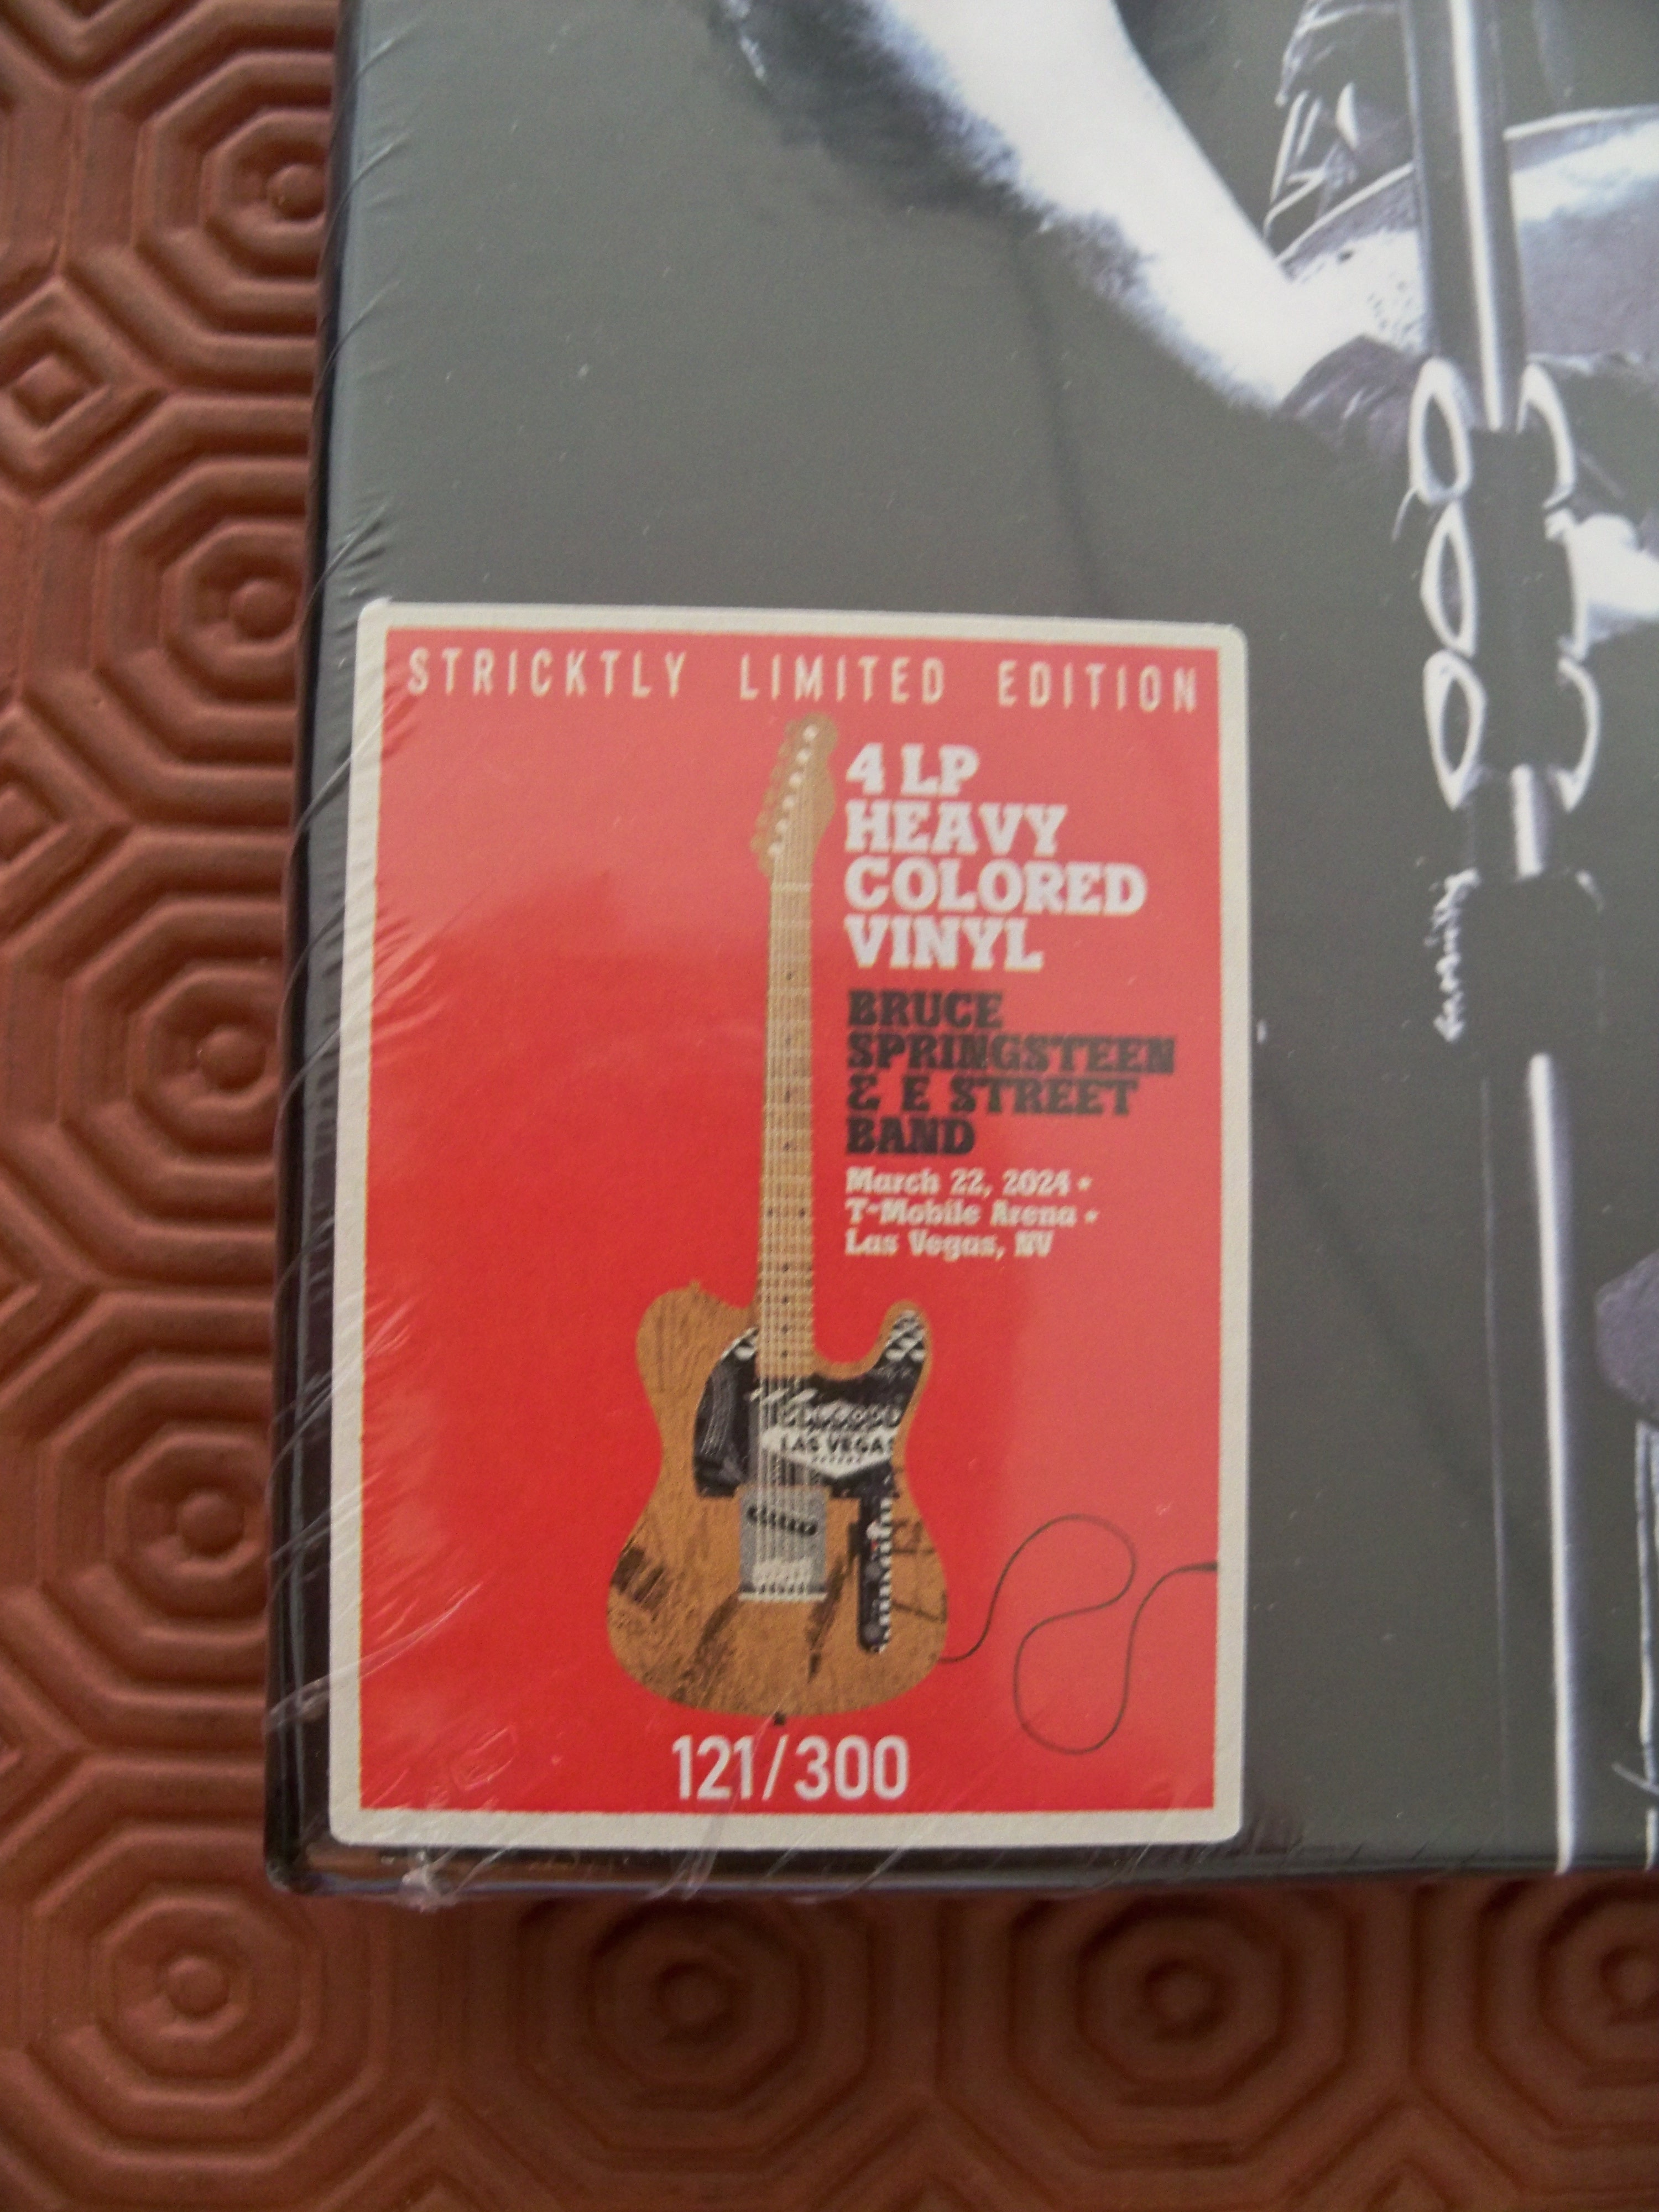 STRICKTLY LIMITED EDITION
4 LP
HEAVY
COLORED
VINYL
BRUCE
SPRINGSTEEN
& E STREET
BAND
March 22, 2024 •
T-Mobile Arena •
Las Vegas, NV
LAS VEGAS
121/300